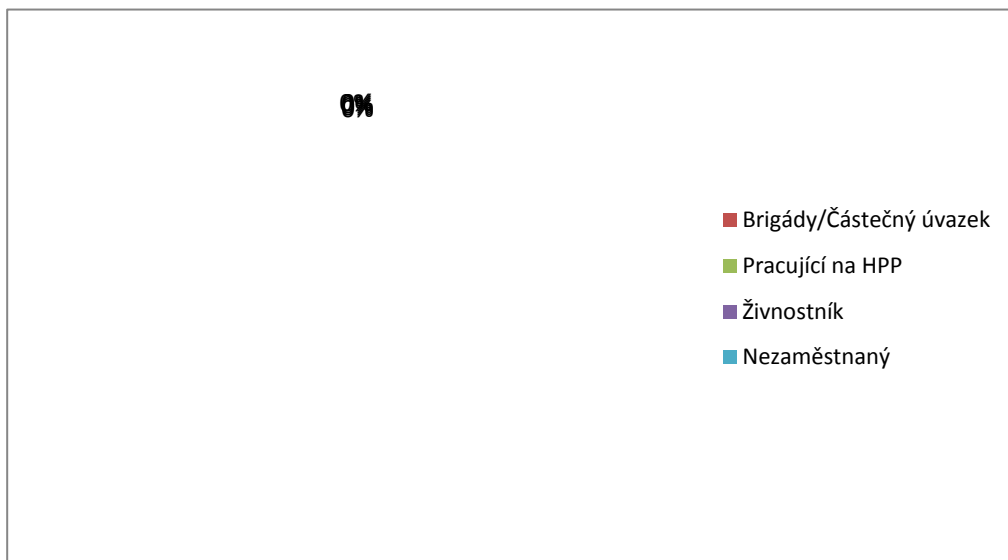 0%
Brigády/Částečný úvazek
Pracující na HPP
Živnostník
Nezaměstnaný